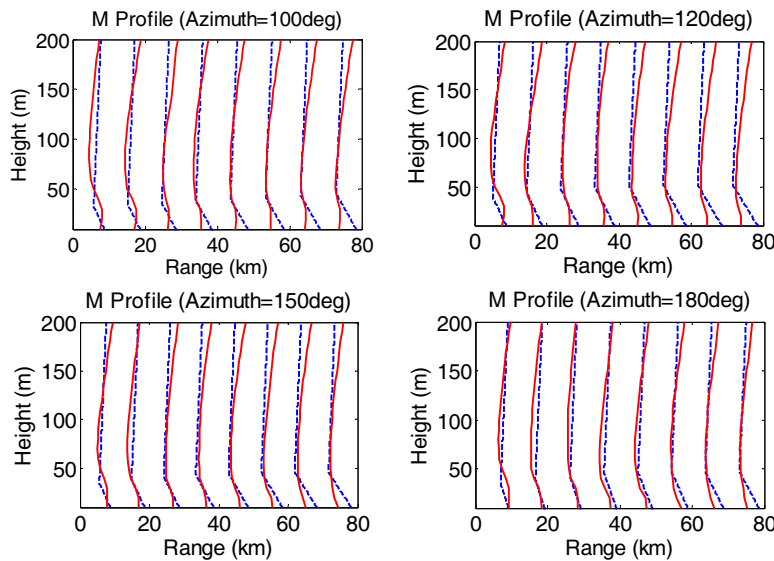 M Profile (Azimuth=100deg)
Height (m)
200
150
100
50
0 20 40 60 80
Range (km)
M Profile (Azimuth=120deg)
Height (m)
200
150
100
50
0 20 40 60 80
Range (km)
M Profile (Azimuth=150deg)
Height (m)
200
150
100
50
0 20 40 60 80
Range (km)
M Profile (Azimuth=180deg)
Height (m)
200
150
100
50
0 20 40 60 80
Range (km)